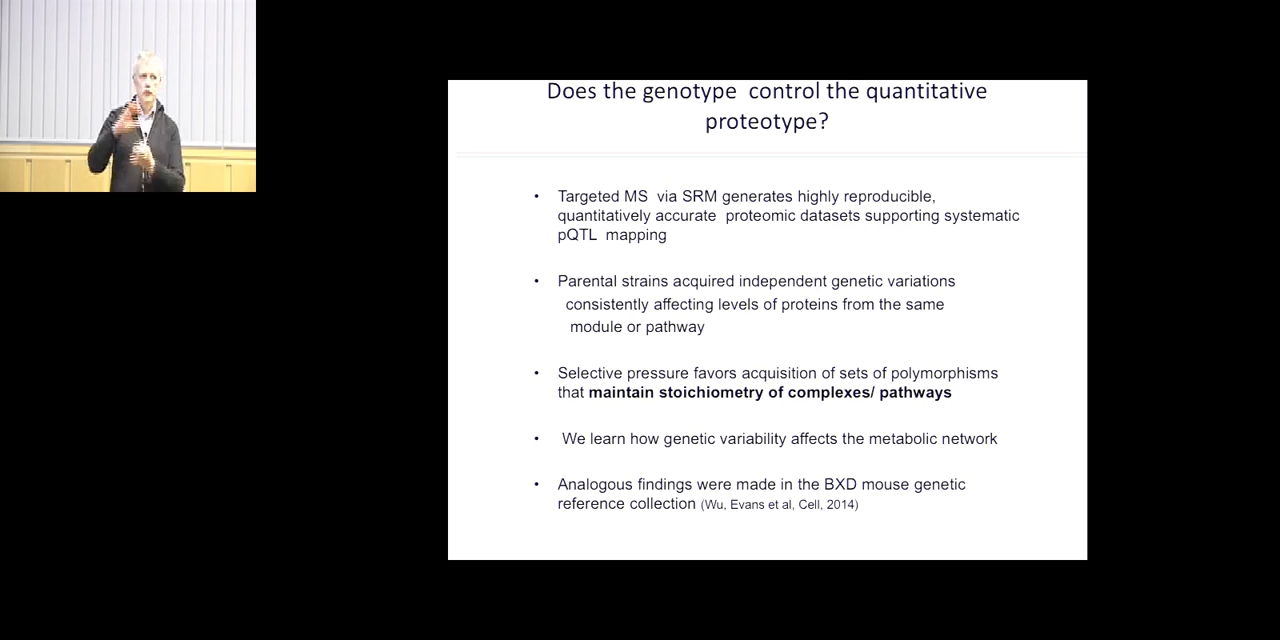 Does the genotype control the quantitative
proteotype?
• Targeted MS via SRM generates highly reproducible,
quantitatively accurate proteomic datasets supporting systematic
pQTL mapping
• Parental strains acquired independent genetic variations
consistently affecting levels of proteins from the same
module or pathway
• Selective pressure favors acquisition of sets of polymorphisms
that maintain stoichiometry of complexes/ pathways
• We learn how genetic variability affects the metabolic network
• Analogous findings were made in the BXD mouse genetic
reference collection (Wu, Evans et al, Cell, 2014)